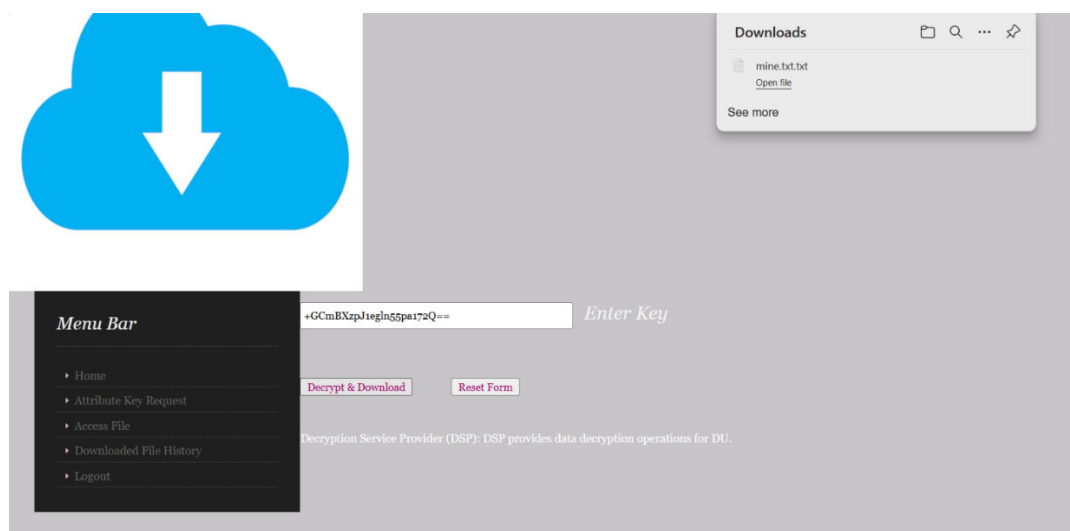 Downloads
mine.txt.txt
Open file
See more
+GCmBXzpJ1egln55pa172Q==
Enter Key
Menu Bar
Home
Attribute Key Request
Access File
Downloaded File History
Logout
Decrypt & Download
Reset Form
Decryption Service Provider (DSP): DSP provides data decryption operations for DU.